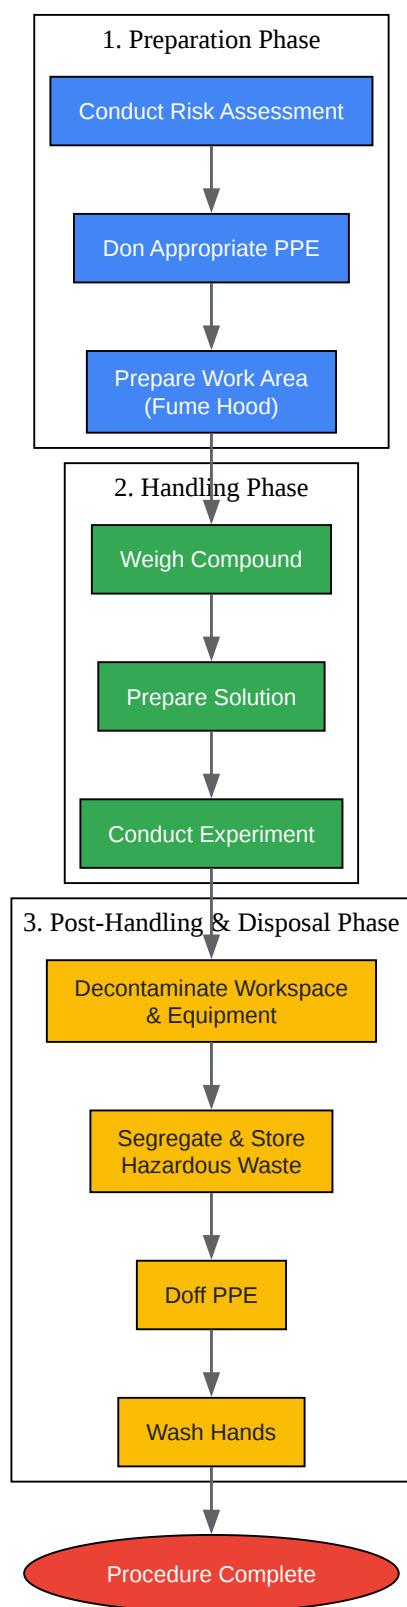 1. Preparation Phase
Conduct Risk Assessment
Don Appropriate PPE
Prepare Work Area
(Fume Hood)
2. Handling Phase
Weigh Compound
Prepare Solution
Conduct Experiment
3. Post-Handling & Disposal Phase
Decontaminate Workspace
& Equipment
Segregate & Store
Hazardous Waste
Doff PPE
Wash Hands
Procedure Complete